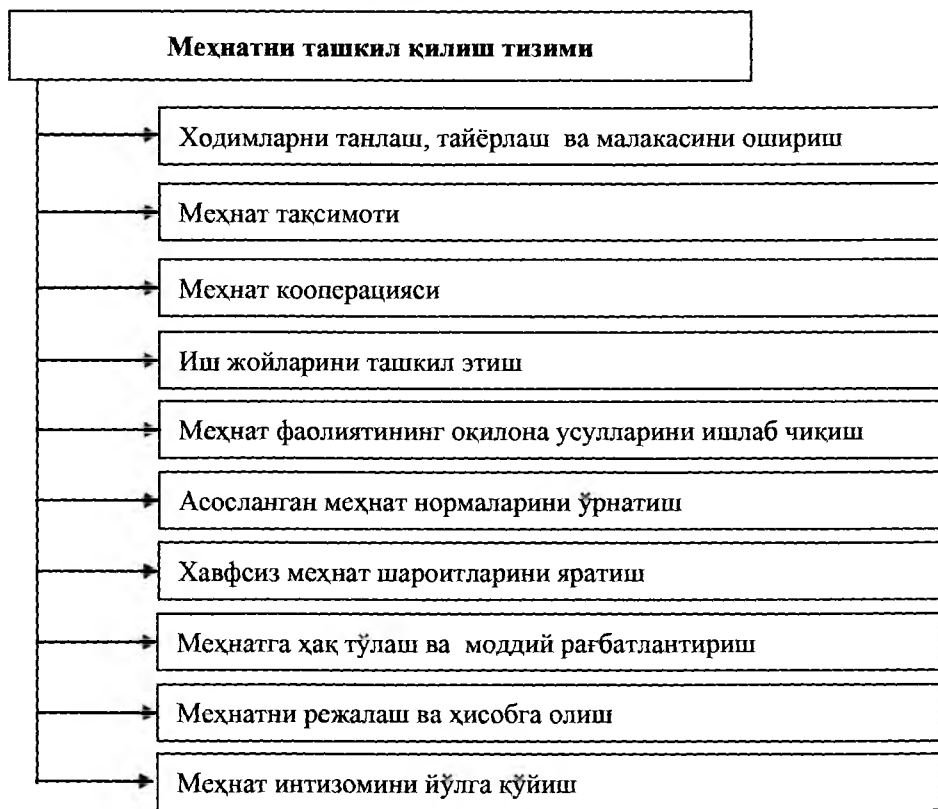 Меҳнатни ташкил қилиш тизими
Ходимларни танлаш, тайёрлаш ва малакасини ошириш
Меҳнат тақсимоти
Меҳнат кооперацияси
Иш жойларини ташкил этиш
Меҳнат фаолиятининг оқилона усулларини ишлаб чиқиш
Асосланган меҳнат нормаларини ўрнатиш
Хавфсиз меҳнат шароитларини яратиш
Меҳнатга ҳақ тўлаш ва моддий рағбатлантириш
Меҳнатни режалаш ва ҳисобга олиш
Меҳнат интизомини йўлга қўйиш